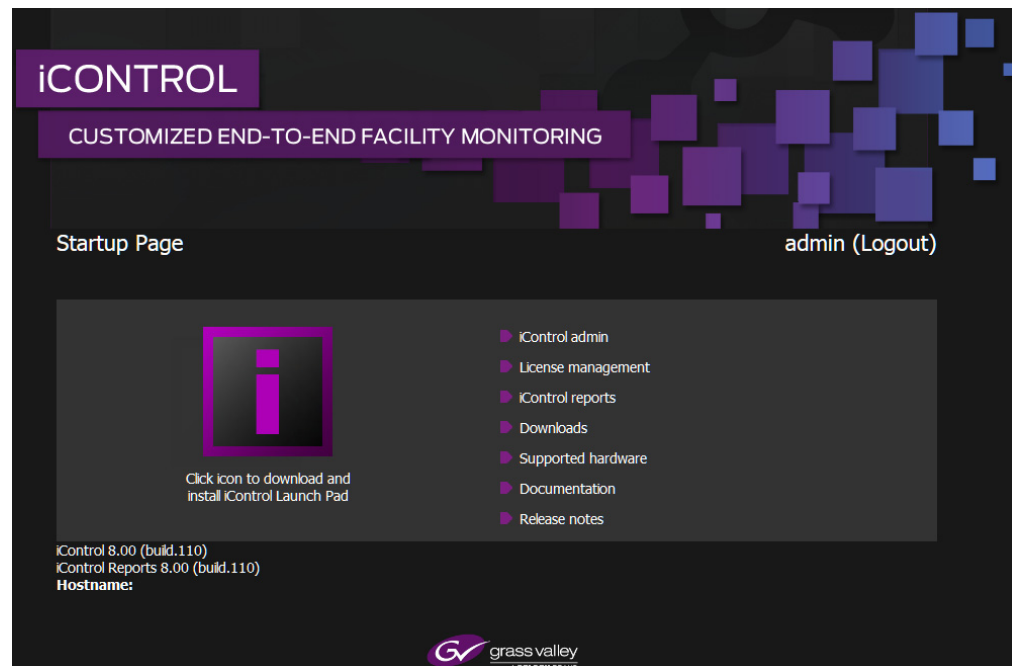 iCONTROL
CUSTOMIZED END-TO-END FACILITY MONITORING
Startup Page
admin (Logout)
i
Click icon to download and
install iControl Launch Pad
iControl admin
License management
iControl reports
Downloads
Supported hardware
Documentation
Release notes
iControl 8.00 (build.110)
iControl Reports 8.00 (build.110)
Hostname:
GV grass valley